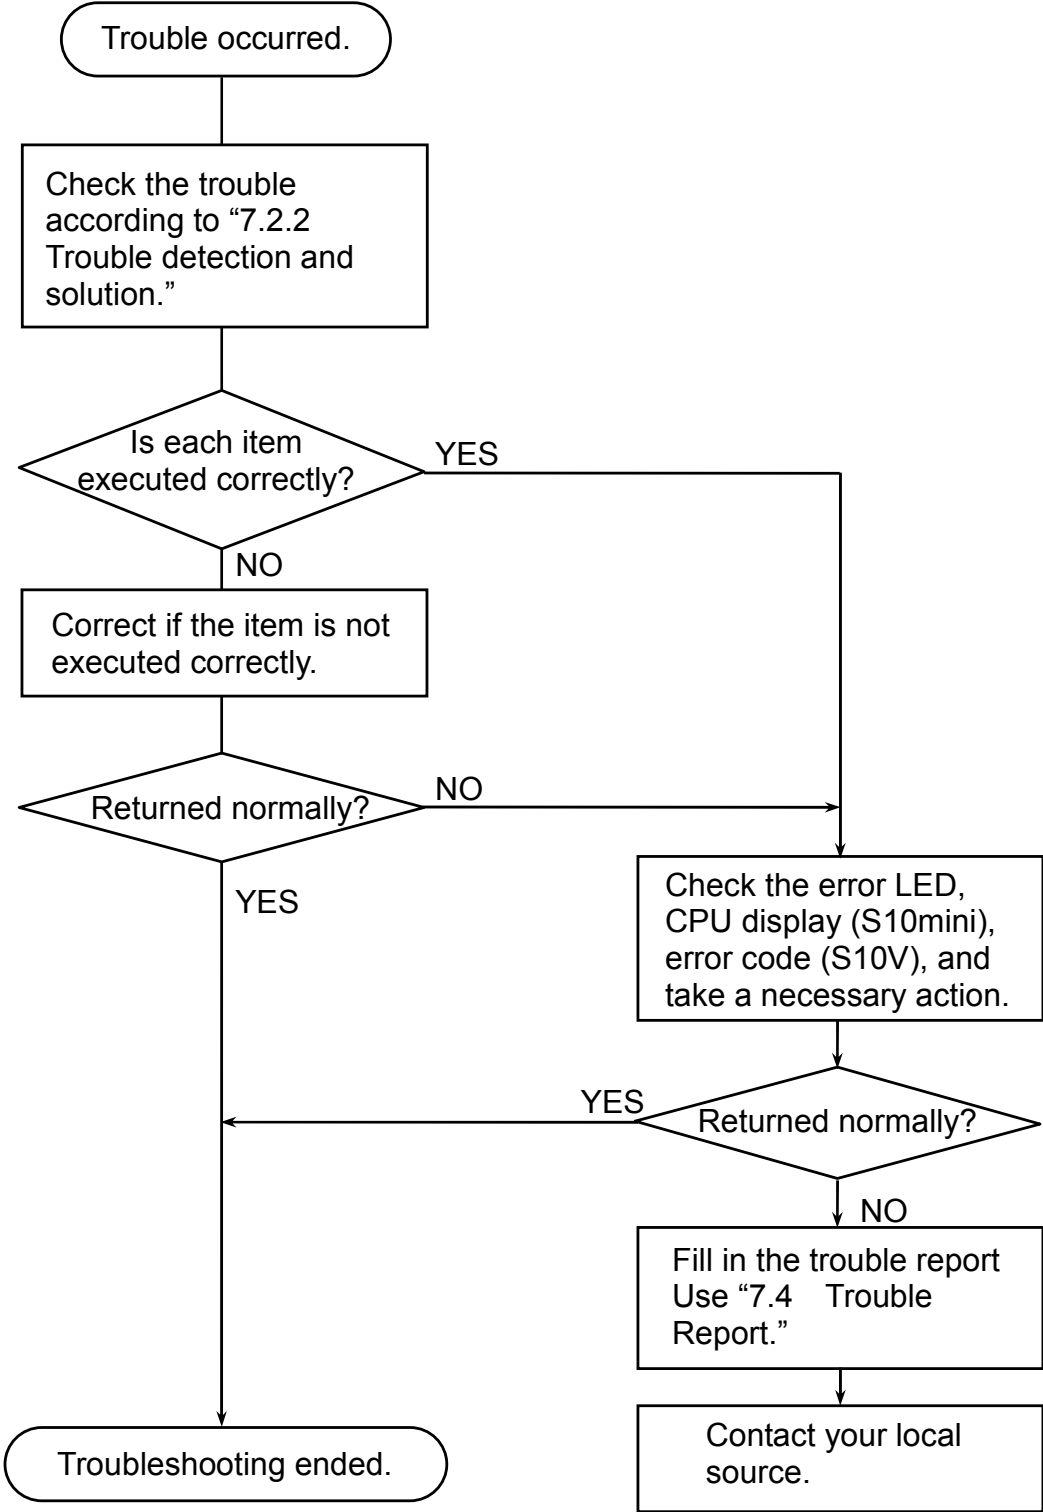 Trouble occurred.
Check the trouble
according to “7.2.2
Trouble detection and
solution.”
Is each item
executed correctly?
YES
NO
Correct if the item is not
executed correctly.
Returned normally?
NO
YES
Check the error LED,
CPU display (S10mini),
error code (S10V), and
take a necessary action.
YES
Returned normally?
NO
Fill in the trouble report
Use “7.4 Trouble
Report.”
Contact your local
source.
Troubleshooting ended.